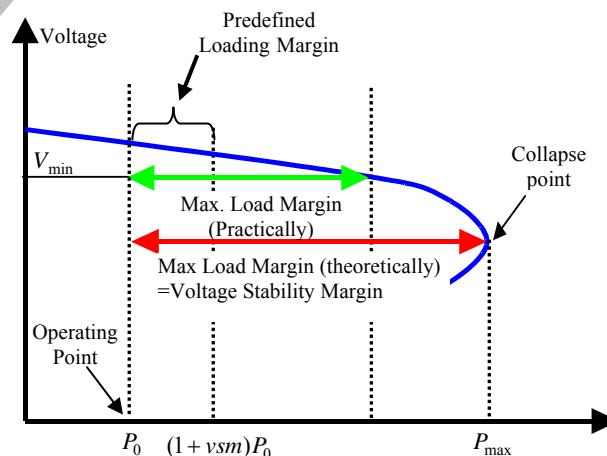 Predefined
Loading Margin
Voltage
V_min
Collapse
point
Max. Load Margin
(Practically)
Max Load Margin (theoretically)
=Voltage Stability Margin
Operating
Point
P_0 (1 + vsm)P_0 P_max